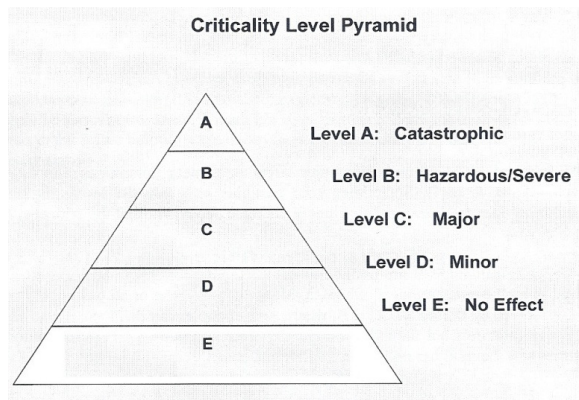 Criticality Level Pyramid
A
Level A: Catastrophic
B
Level B: Hazardous/Severe
C
Level C: Major
D
Level D: Minor
E
Level E: No Effect